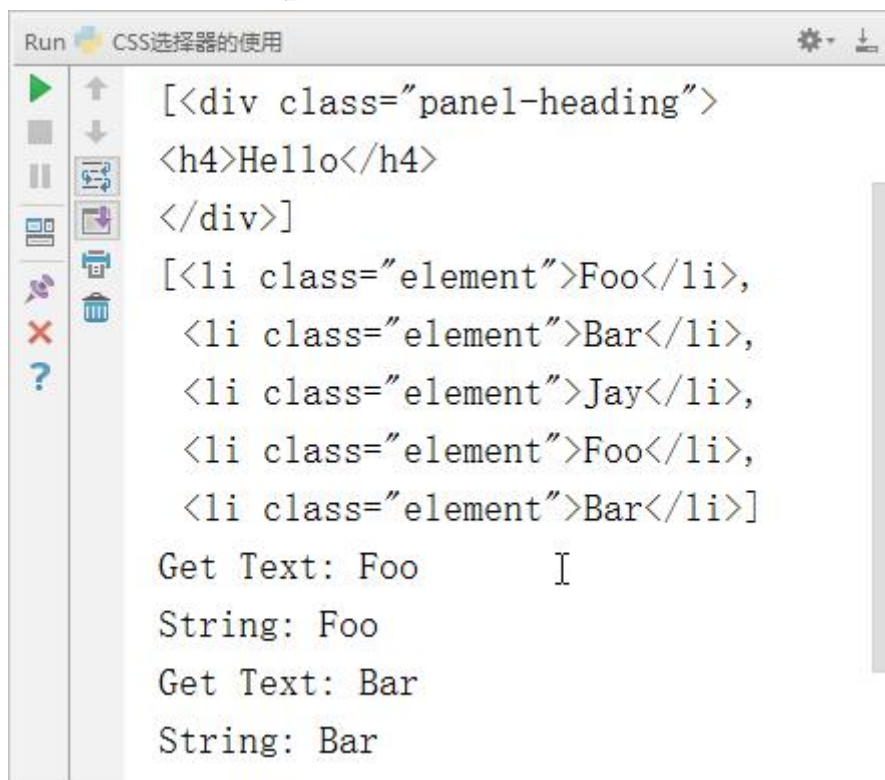 Run CSS选择器的使用
[<div class="panel-heading">
<h4>Hello</h4>
</div>]
[<li class="element">Foo</li>,
<li class="element">Bar</li>,
<li class="element">Jay</li>,
<li class="element">Foo</li>,
<li class="element">Bar</li>]
Get Text: Foo
String: Foo
Get Text: Bar
String: Bar